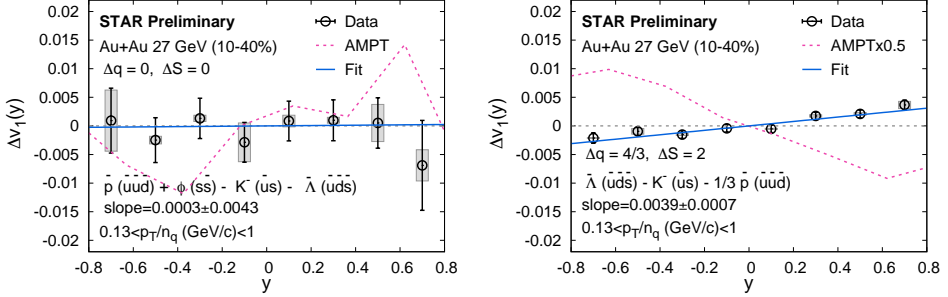 STAR Preliminary
Au+Au 27 GeV (10-40%)
Δq = 0, ΔS = 0
Data
AMPT
Fit
0.02
0.015
0.01
0.005
0
-0.005
-0.01
-0.015
-0.02
Δv₁(y)
p̄ (ūūd̄) + ϕ (ss̄) - K⁻ (ūs) - Λ̄ (ūd̄s̄)
slope=0.0003±0.0043
0.13<p_T/n_q (GeV/c)<1
-0.8 -0.6 -0.4 -0.2 0 0.2 0.4 0.6 0.8
y
STAR Preliminary
Au+Au 27 GeV (10-40%)
Data
AMPTx0.5
Fit
0.02
0.015
0.01
0.005
0
-0.005
-0.01
-0.015
-0.02
Δv₁(y)
Δq = 4/3, ΔS = 2
Λ̄ (ūd̄s̄) - K⁻ (ūs) - 1/3 p̄ (ūūd̄)
slope=0.0039±0.0007
0.13<p_T/n_q (GeV/c)<1
-0.8 -0.6 -0.4 -0.2 0 0.2 0.4 0.6 0.8
y